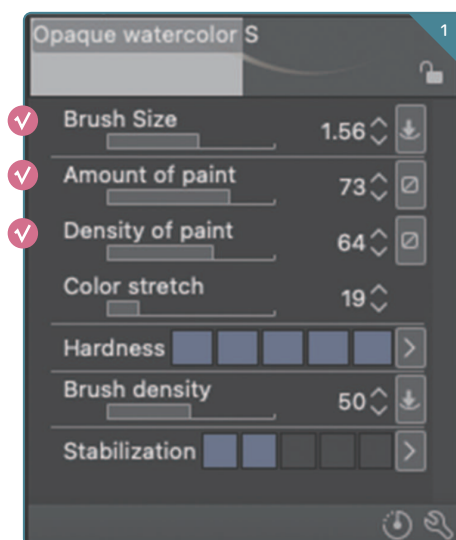 Opaque watercolor S
1
Brush Size 1.56
Amount of paint 73
Density of paint 64
Color stretch 19
Hardness
Brush density 50
Stabilization